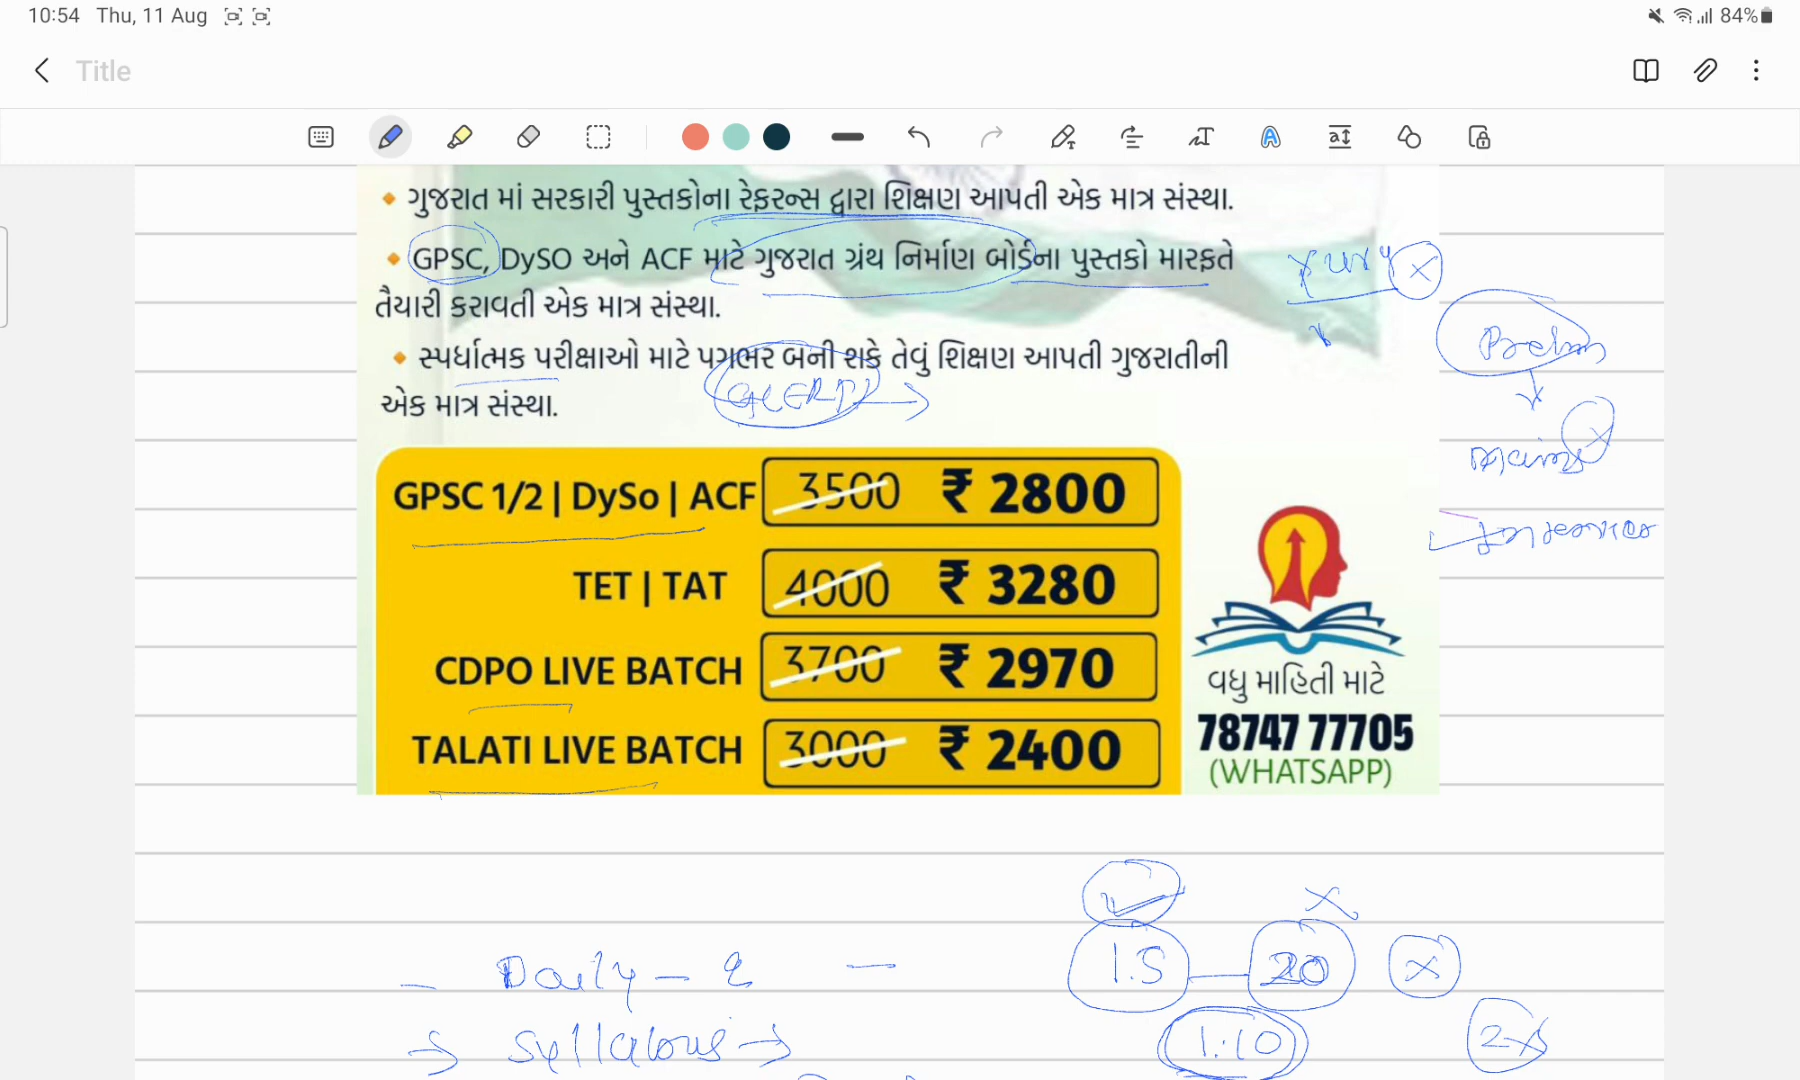 10:54 Thu, 11 Aug
84%
Title
ગુજરાત માં સરકારી પુસ્તકોના રેફરન્સ દ્વારા શિક્ષણ આપતી એક માત્ર સંસ્થા.
GPSC, DySO અને ACF માટે ગુજરાત ગ્રંથ નિર્માણ બોર્ડના પુસ્તકો મારફતે
તૈયારી કરાવતી એક માત્ર સંસ્થા.
સ્પર્ધાત્મક પરીક્ષાઓ માટે પગભર બની શકે તેવું શિક્ષણ આપતી ગુજરાતીની
એક માત્ર સંસ્થા.
GCERT
Prelims
GPSC 1/2 | DySo | ACF 3500 ₹ 2800
TET | TAT 4000 ₹ 3280
CDPO LIVE BATCH 3700 ₹ 2970
TALATI LIVE BATCH 3000 ₹ 2400
વધુ માહિતી માટે
78747 77705
(WHATSAPP)
- Daily - 2 - 1.5 - 20 x
→ Syllabus → 1:10